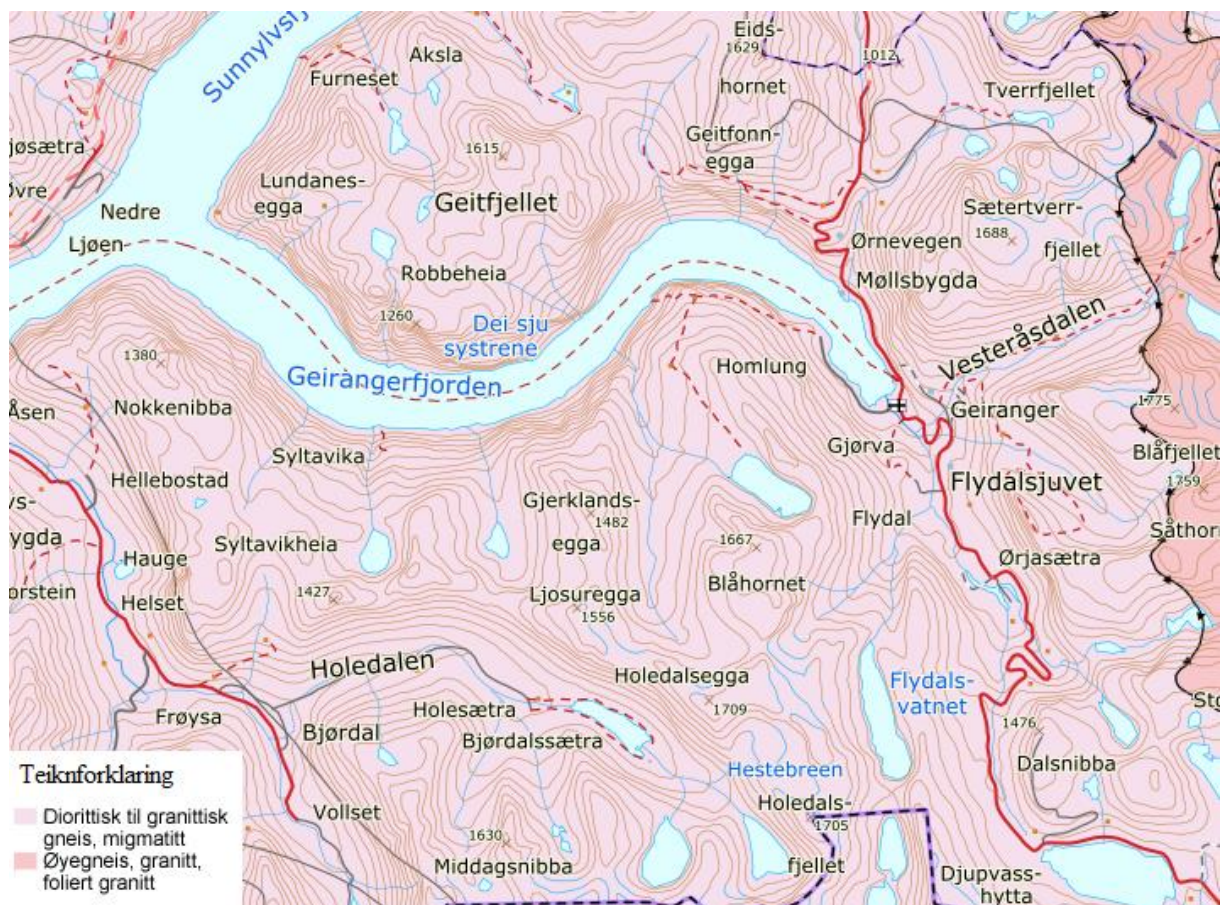 Sunnylvsfj
Aksla
Furneset
Eids-
1629
hornet
1012
Tverrfjellet
Geitfonn-
egga
jøsætra
Øvre
1615
Lundanes-
egga
Geitfjellet
Nedre
Ljøen
Sætertverr-
1688
fjellet
Ørnevegen
Møllsbygda
Robbeheia
1260
Dei sju
systrene
Vesteråsdalen
1380
Geirangerfjorden
Homlung
Åsen
Nokkenibba
Geiranger
1775
Gjørva
Blåfjellet
Syltavika
Hellebostad
Flydalsjuvet
1759
Gjerklands-
1482
egga
Flydal
Såthorn
ys-
ygda
Syltavikheia
Hauge
1667
Ørjasætra
orstein
Helset
1427
Ljosuregga
1556
Blåhornet
Holedalen
Holedalsegga
1709
Flydals-
vatnet
Stg
Frøysa
Holesætra
Bjørdal
Bjørdalssætra
1476
Dalsnibba
Hestebreen
Vollset
Holedals-
1705
fjellet
1630
Middagsnibba
Djupvass-
hytta
Teiknforklaring
Diorittisk til granittisk
gneis, migmatitt
Øyegneis, granitt,
foliert granitt